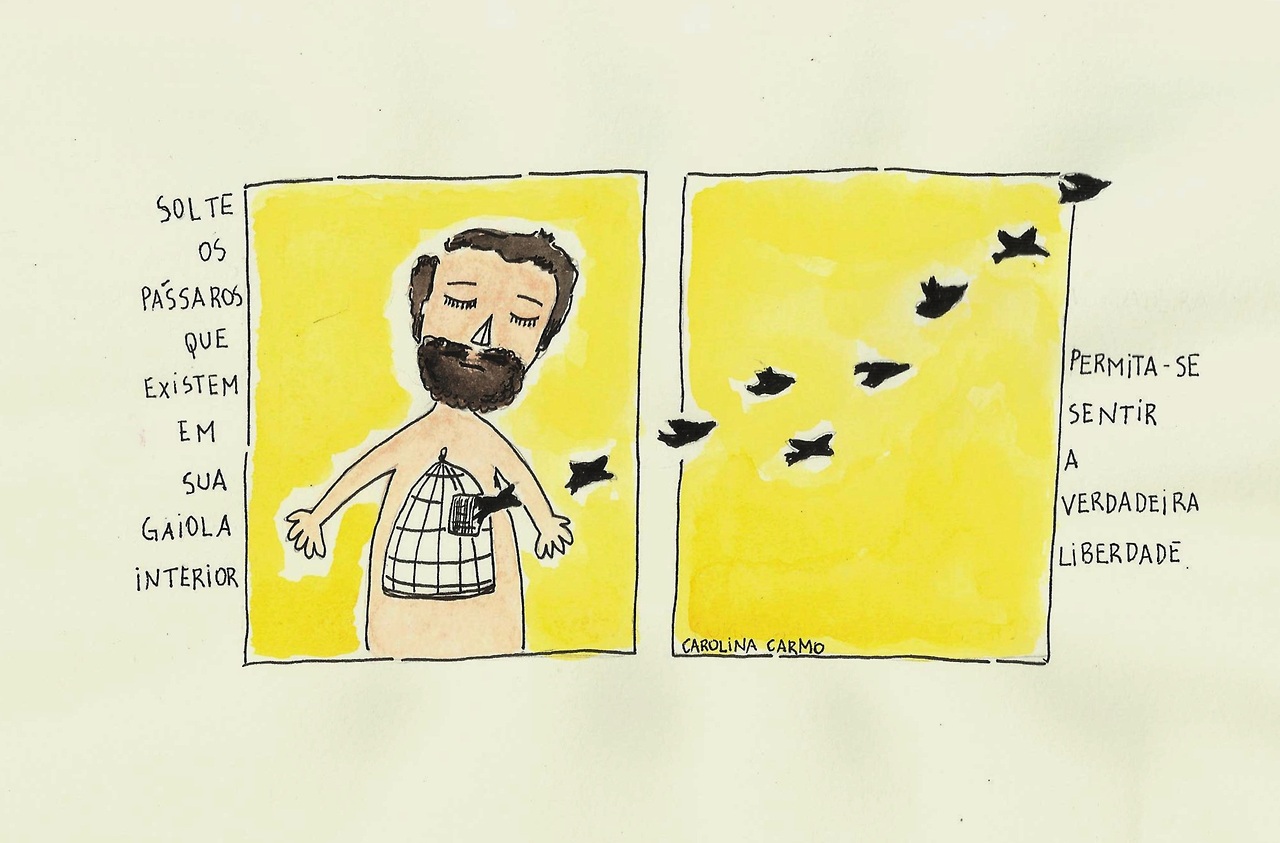 SOLTE
OS
PÁSSAROS
QUE
EXISTEM
EM
SUA
GAIOLA
INTERIOR
PERMITA-SE
SENTIR
A
VERDADEIRA
LIBERDADE.
CAROLINA CARMO